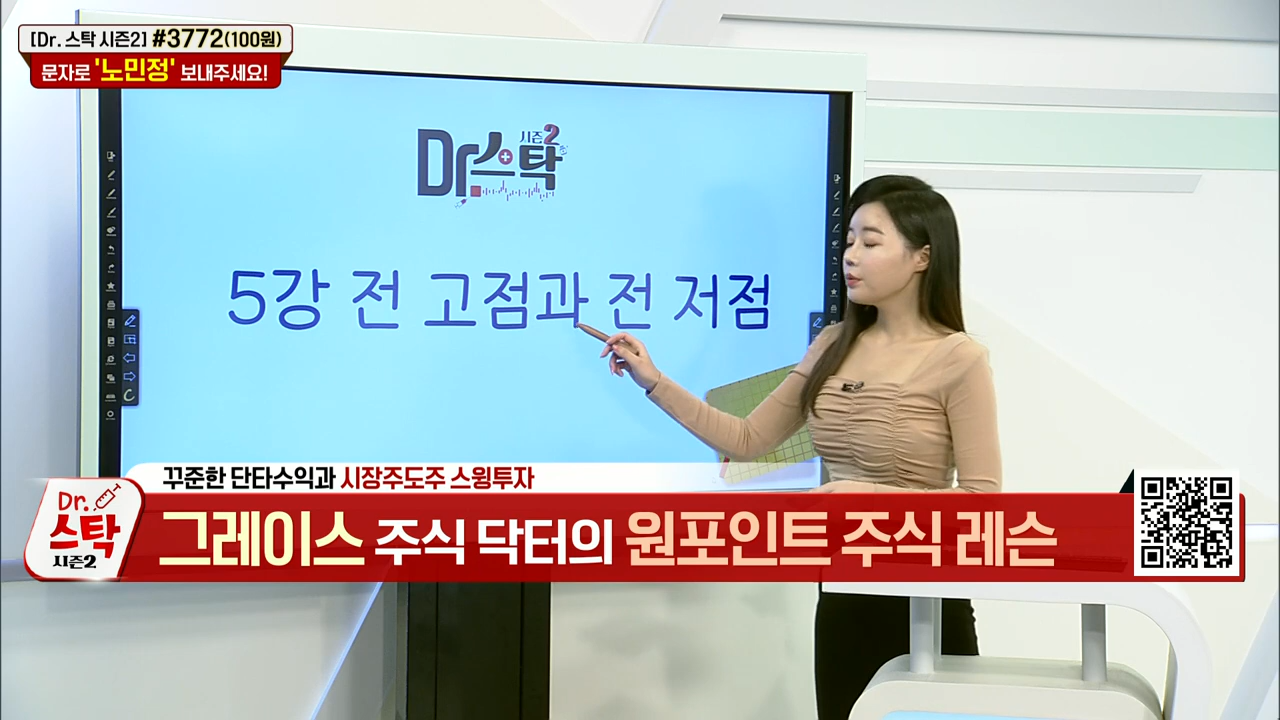 [Dr. 스탁 시즌2] #3772(100원)
문자로 '노민정' 보내주세요!
시즌2
Dr.스탁
5강 전 고점과 전 저점
꾸준한 단타수익과 시장주도주 스윙투자
Dr.
스탁
시즌2
그레이스 주식 닥터의 원포인트 주식 레슨